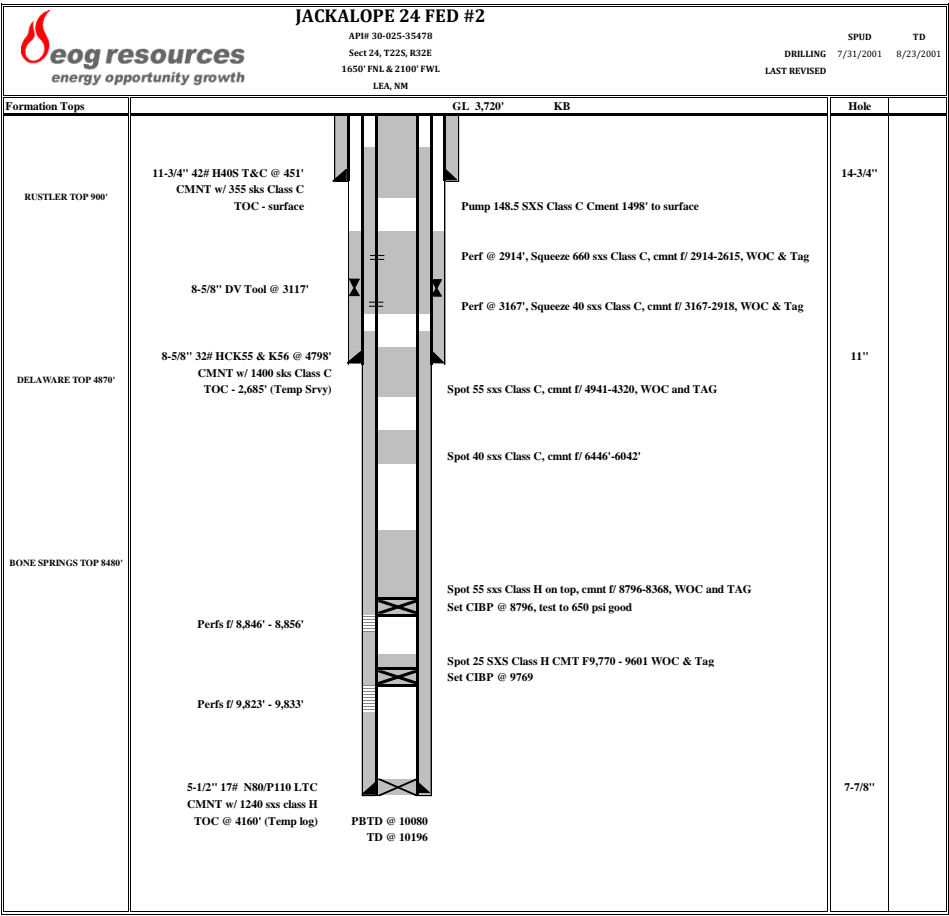 JACKALOPE 24 FED #2
API# 30-025-35478
Sect 24, T22S, R32E
1650' FNL & 2100' FWL
LEA, NM
eog resources
energy opportunity growth
SPUD TD
DRILLING 7/31/2001 8/23/2001
LAST REVISED
Formation Tops GL 3,720' KB Hole
11-3/4" 42# H40S T&C @ 451' 14-3/4"
CMNT w/ 355 sks Class C
RUSTLER TOP 900'
TOC - surface Pump 148.5 SXS Class C Cment 1498' to surface
Perf @ 2914', Squeeze 660 sxs Class C, cmnt f/ 2914-2615, WOC & Tag
8-5/8" DV Tool @ 3117'
Perf @ 3167', Squeeze 40 sxs Class C, cmnt f/ 3167-2918, WOC & Tag
8-5/8" 32# HCK55 & K56 @ 4798' 11"
CMNT w/ 1400 sks Class C
DELAWARE TOP 4870'
TOC - 2,685' (Temp Srvy) Spot 55 sxs Class C, cmnt f/ 4941-4320, WOC and TAG
Spot 40 sxs Class C, cmnt f/ 6446'-6042'
BONE SPRINGS TOP 8480'
Spot 55 sxs Class H on top, cmnt f/ 8796-8368, WOC and TAG
Set CIBP @ 8796, test to 650 psi good
Perfs f/ 8,846' - 8,856'
Spot 25 SXS Class H CMT F9,770 - 9601 WOC & Tag
Set CIBP @ 9769
Perfs f/ 9,823' - 9,833'
5-1/2" 17# N80/P110 LTC 7-7/8"
CMNT w/ 1240 sxs class H
TOC @ 4160' (Temp log) PBTD @ 10080
TD @ 10196